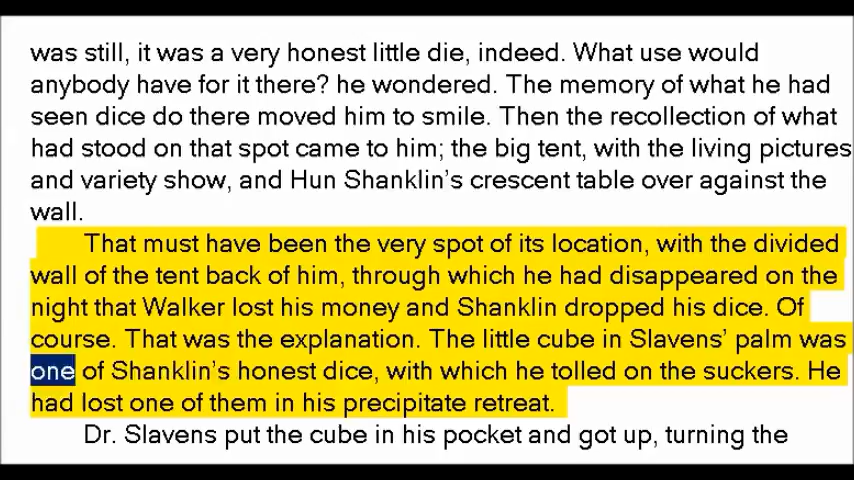 was still, it was a very honest little die, indeed. What use would
anybody have for it there? he wondered. The memory of what he had
seen dice do there moved him to smile. Then the recollection of what
had stood on that spot came to him; the big tent, with the living pictures
and variety show, and Hun Shanklin’s crescent table over against the
wall.
That must have been the very spot of its location, with the divided
wall of the tent back of him, through which he had disappeared on the
night that Walker lost his money and Shanklin dropped his dice. Of
course. That was the explanation. The little cube in Slavens’ palm was
one of Shanklin’s honest dice, with which he tolled on the suckers. He
had lost one of them in his precipitate retreat.
Dr. Slavens put the cube in his pocket and got up, turning the